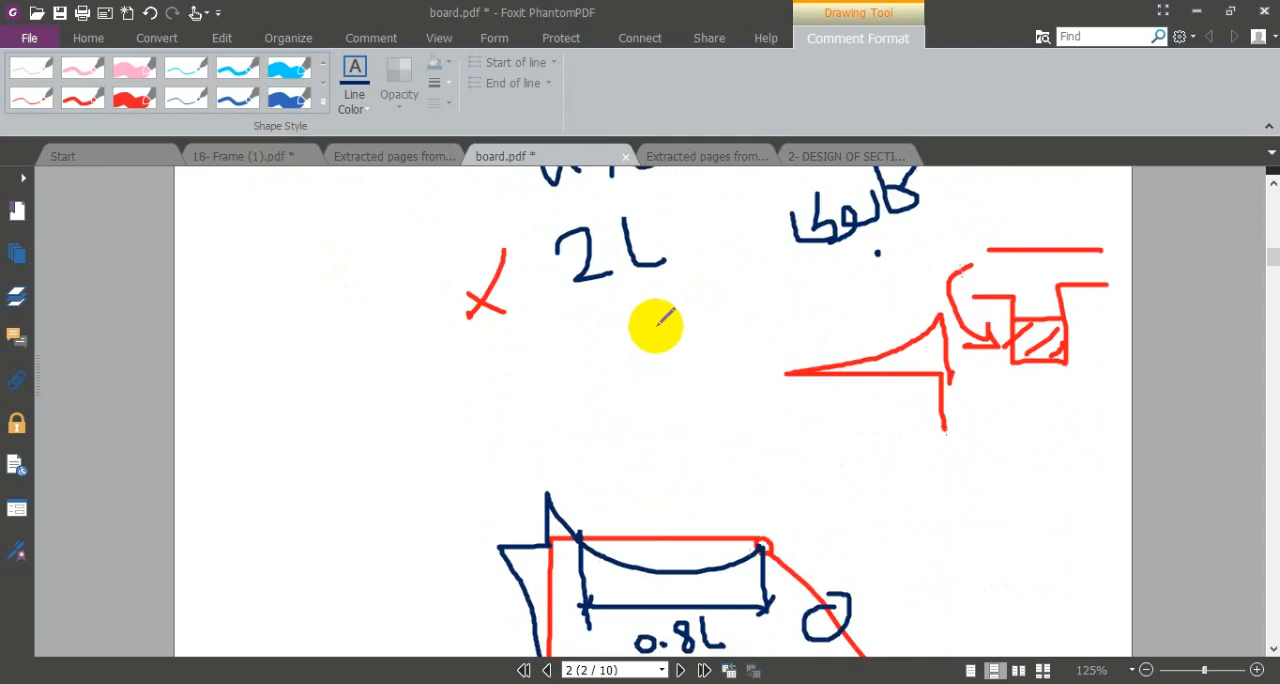 board.pdf * - Foxit PhantomPDF
Drawing Tool
File Home Convert Edit Organize Comment View Form Protect Connect Share Help Comment Format
Find
Line Color
Opacity
Start of line
End of line
Shape Style
Start
18- Frame (1).pdf *
Extracted pages from...
board.pdf *
Extracted pages from...
2- DESIGN OF SECTI...
2L
كابولي
0.8L
2 (2 / 10)
125%